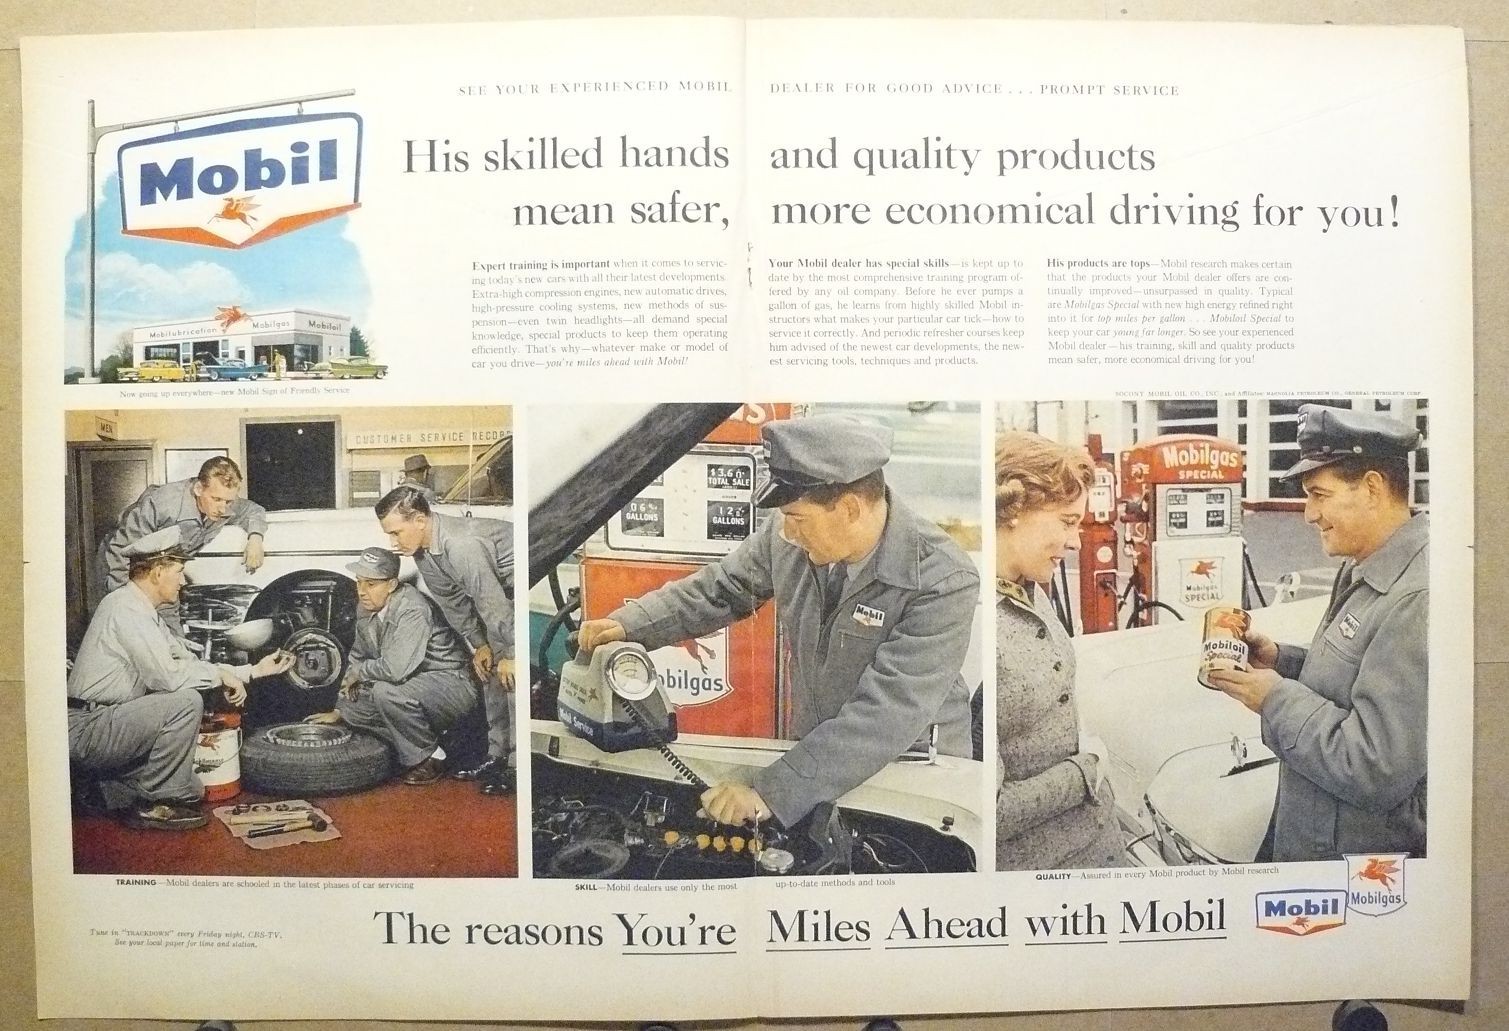 SEE YOUR EXPERIENCED MOBIL DEALER FOR GOOD ADVICE . . . PROMPT SERVICE
Mobil
His skilled hands and quality products
mean safer, more economical driving for you!
Mobilubrication Mobilgas Mobiloil
Now going up everywhere—new Mobil Sign of Friendly Service
Expert training is important when it comes to servic-
ing today's new cars with all their latest developments.
Extra-high compression engines, new automatic drives,
high-pressure cooling systems, new methods of sus-
pension—even twin headlights—all demand special
knowledge, special products to keep them operating
efficiently. That's why—whatever make or model of
car you drive—you're miles ahead with Mobil!
Your Mobil dealer has special skills—is kept up to
date by the most comprehensive training program of-
fered by any oil company. Before he ever pumps a
gallon of gas, he learns from highly skilled Mobil in-
structors what makes your particular car tick—how to
service it correctly. And periodic refresher courses keep
him advised of the newest car developments, the new-
est servicing tools, techniques and products.
His products are tops—Mobil research makes certain
that the products your Mobil dealer offers are con-
tinually improved—unsurpassed in quality. Typical
are Mobilgas Special with new high energy refined right
into it for top miles per gallon . . . Mobiloil Special to
keep your car young far longer. So see your experienced
Mobil dealer—his training, skill and quality products
mean safer, more economical driving for you!
SOCONY MOBIL OIL CO., INC., and Affiliates: MAGNOLIA PETROLEUM CO., GENERAL PETROLEUM CORP.
MEN
CUSTOMER SERVICE RECORD
TOTAL SALE
GALLONS
GALLONS
Mobil
Mobil Service
obilgas
Mobilgas
SPECIAL
Mobilgas
SPECIAL
Mobil
Mobiloil
Special
TRAINING—Mobil dealers are schooled in the latest phases of car servicing
SKILL—Mobil dealers use only the most up-to-date methods and tools
QUALITY—Assured in every Mobil product by Mobil research
Tune in "TRACKDOWN" every Friday night, CBS-TV.
See your local paper for time and station.
The reasons You're Miles Ahead with Mobil
Mobil
Mobilgas